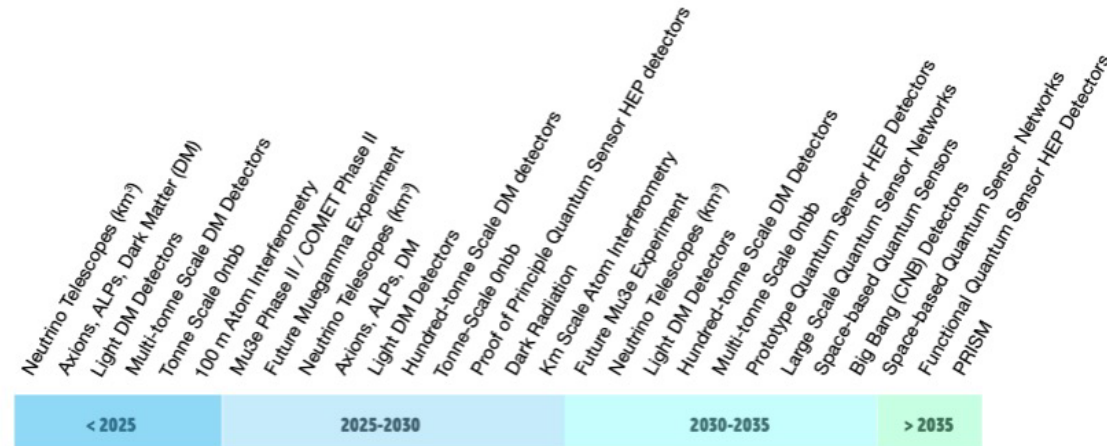 Neutrino Telescopes (km³)
Axions, ALPs, Dark Matter (DM)
Light DM Detectors
Multi-tonne Scale DM Detectors
Tonne Scale 0nbb
100 m Atom Interferometry
Mu3e Phase II / COMET Phase II
Future Muegamma Experiment
Neutrino Telescopes (km³)
Axions, ALPs, DM
Light DM Detectors
Hundred-tonne Scale DM detectors
Tonne-Scale 0nbb
Proof of Principle Quantum Sensor HEP detectors
Dark Radiation
Km Scale Atom Interferometry
Future Mu3e Experiment
Neutrino Telescopes (km³)
Light DM Detectors
Hundred-tonne Scale DM Detectors
Multi-tonne Scale 0nbb
Prototype Quantum Sensor HEP Detectors
Large Scale Quantum Sensor Networks
Space-based Quantum Sensors
Big Bang (CNB) Detectors
Space-based Quantum Sensor Networks
Functional Quantum Sensor HEP Detectors
PRISM
< 2025
2025-2030
2030-2035
> 2035